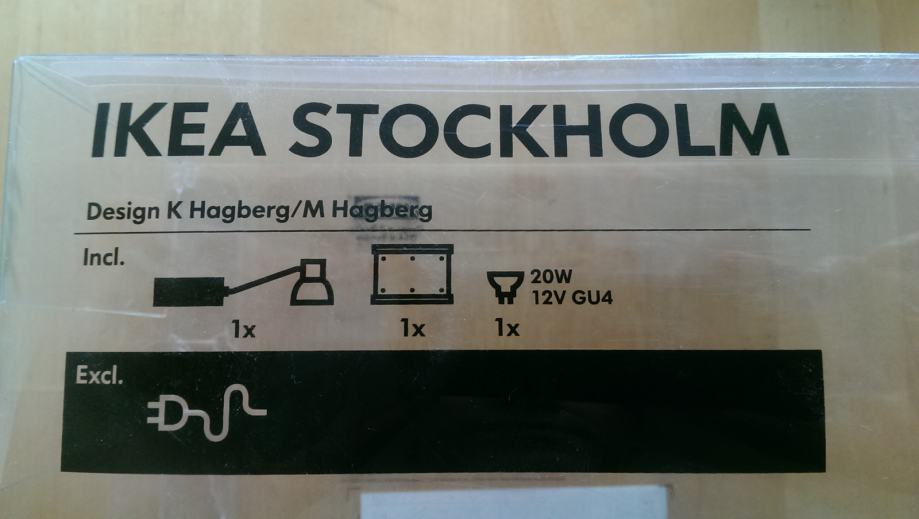 IKEA STOCKHOLM
Design K Hagberg/M Hagberg
Incl.
20W
12V GU4
1x 1x 1x
Excl.